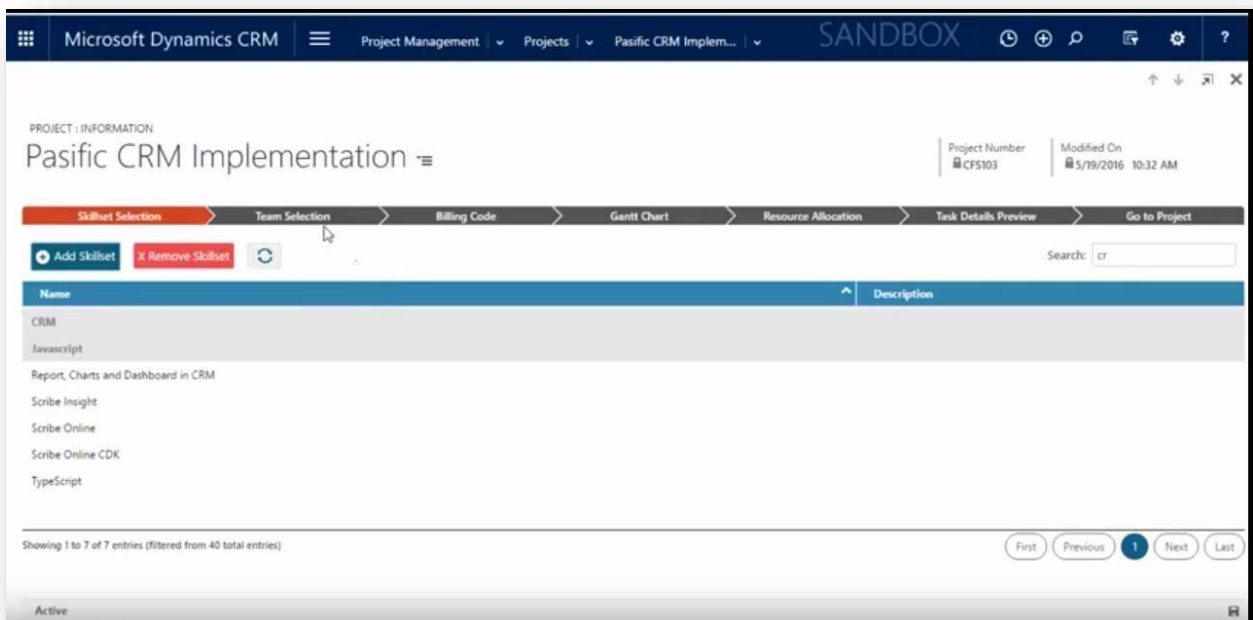 Microsoft Dynamics CRM Project Management Projects Pasific CRM Implem... SANDBOX ?
PROJECT : INFORMATION
Pasific CRM Implementation
Project Number Modified On
CFS103 5/19/2016 10:32 AM
Skillset Selection Team Selection Billing Code Gantt Chart Resource Allocation Task Details Preview Go to Project
Add Skillset X Remove Skillset Search: cr
Name Description
CRM
Javascript
Report, Charts and Dashboard in CRM
Scribe Insight
Scribe Online
Scribe Online CDK
TypeScript
Showing 1 to 7 of 7 entries (filtered from 40 total entries) First Previous 1 Next Last
Active